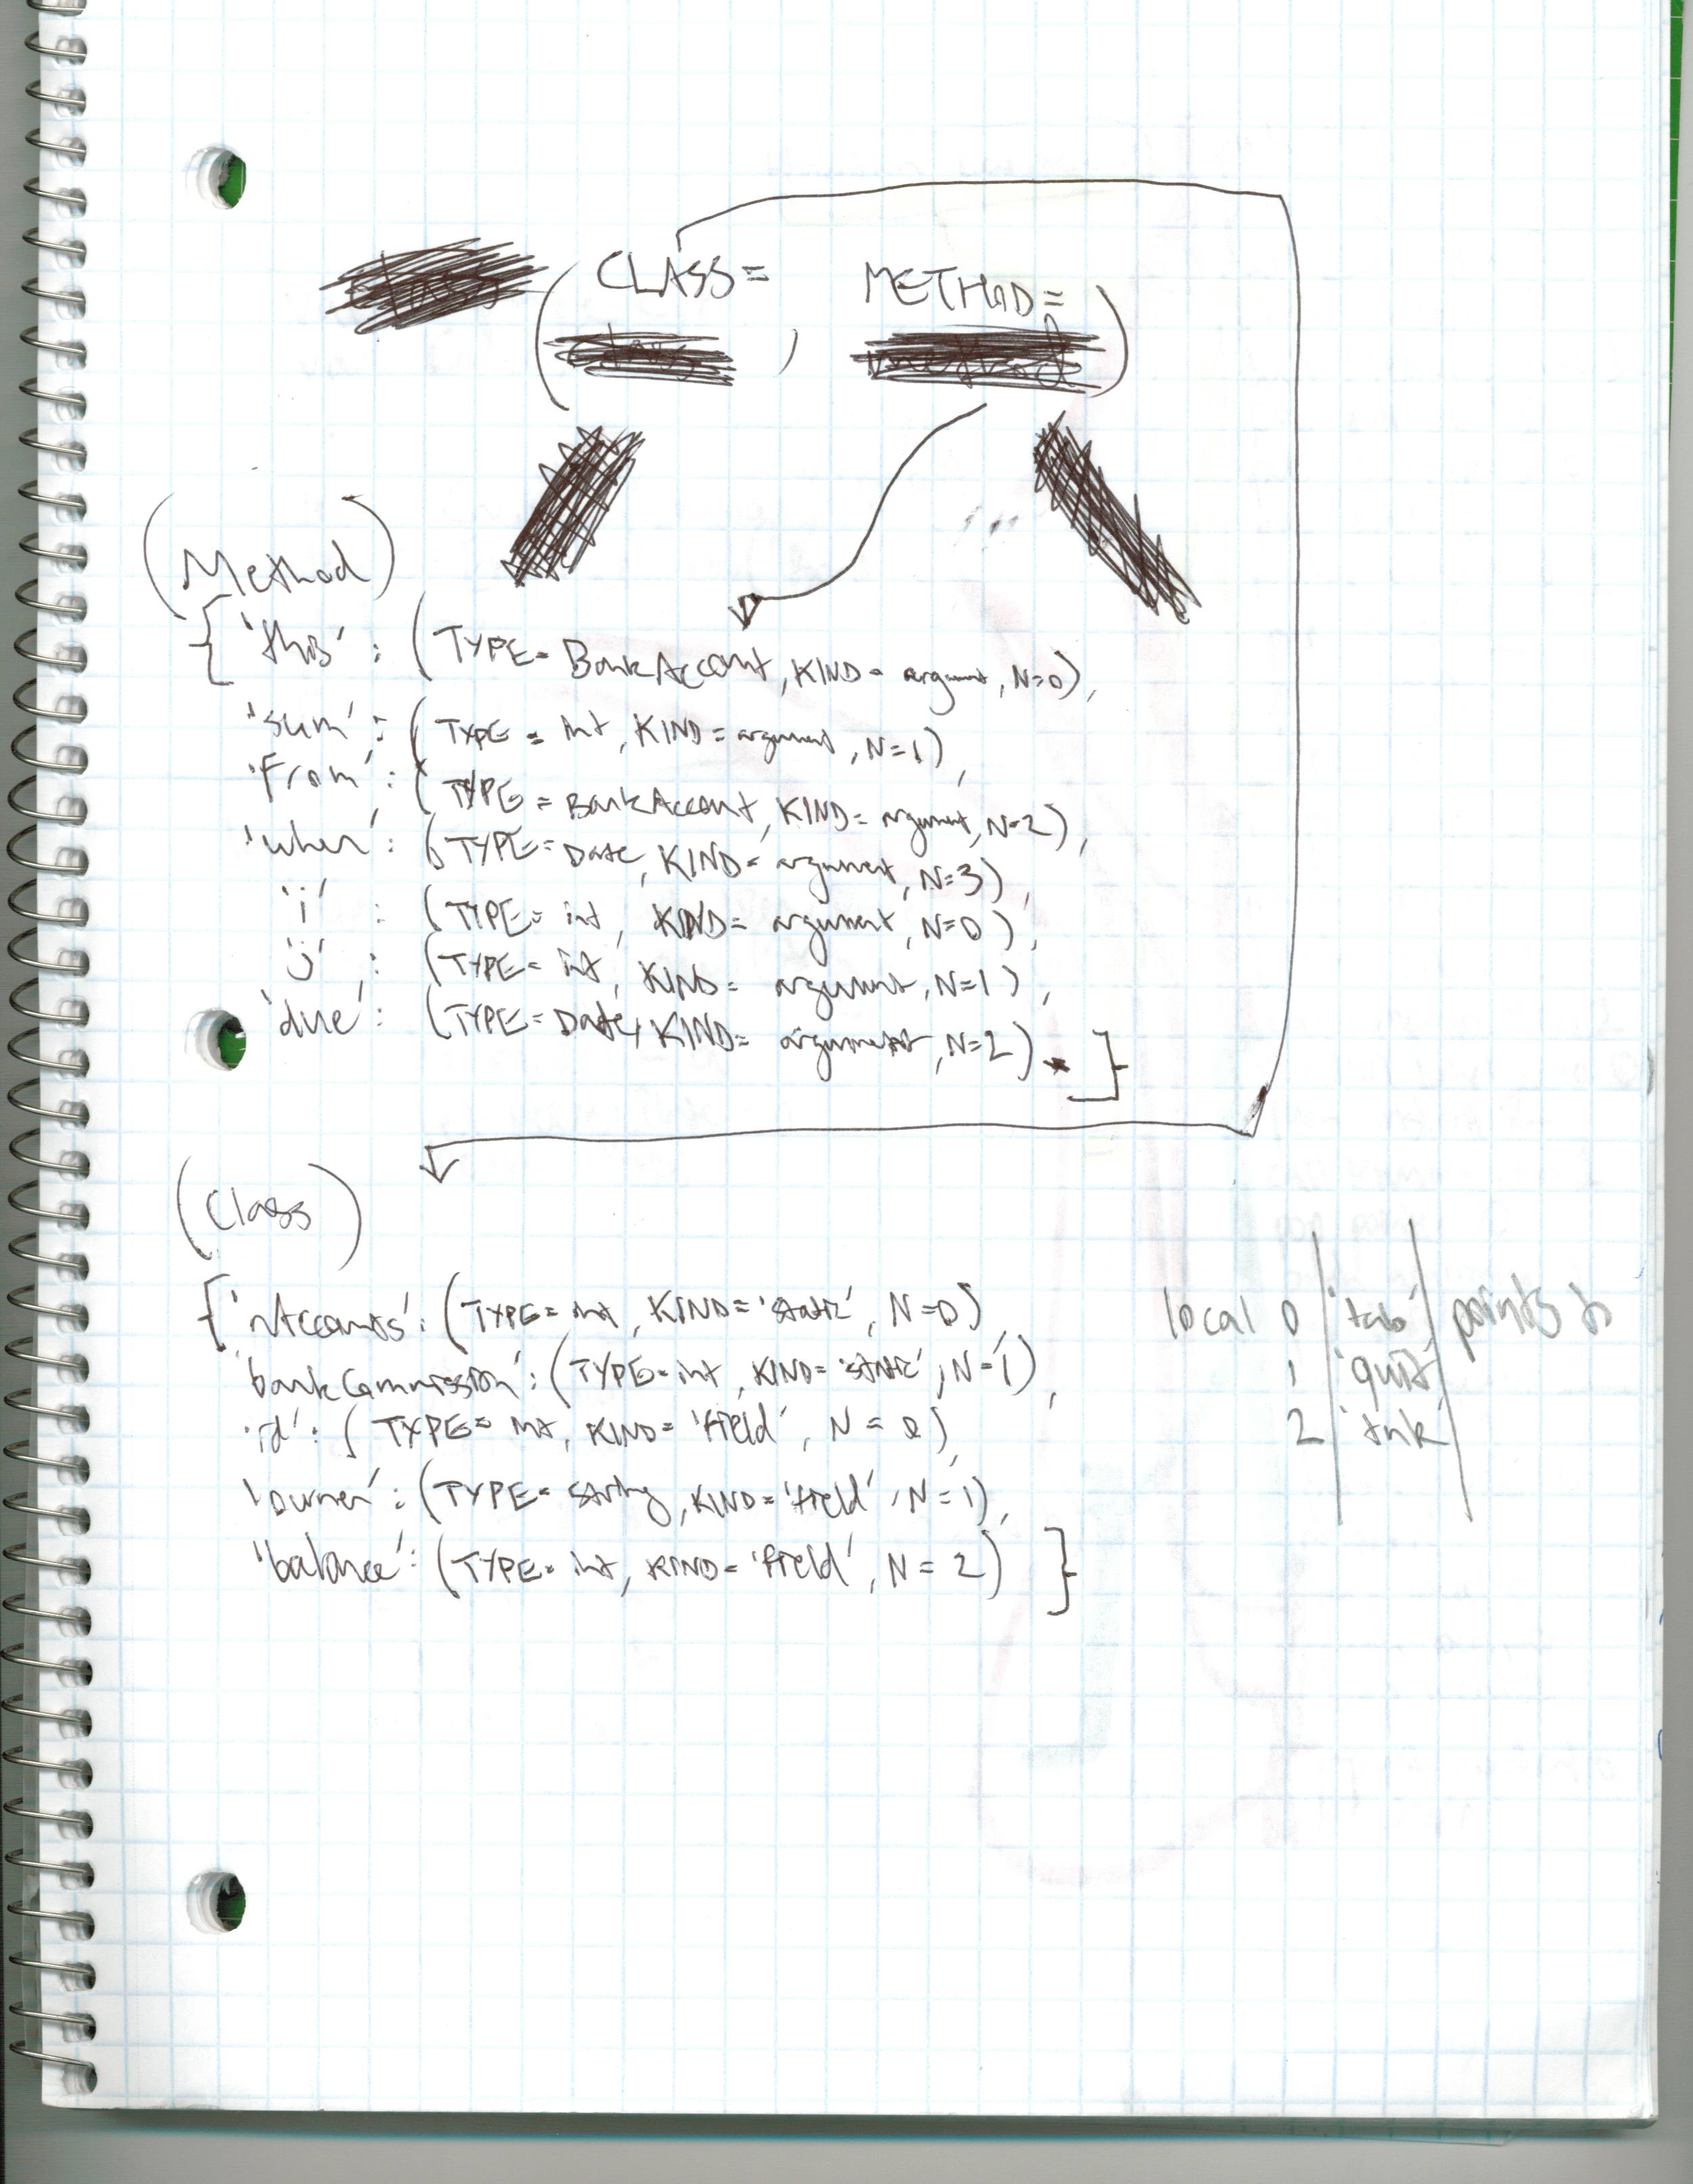 ( CLASS= , METHOD= )
(Method)
{ 'this' : (TYPE= BankAccount, KIND= argument, N=0),
'sum' : (TYPE = int, KIND= argument, N=1),
'from' : (TYPE = BankAccount, KIND= argument, N=2),
'when' : (TYPE= Date, KIND= argument, N=3),
'i' : (TYPE= int, KIND= argument, N=0),
'j' : (TYPE= int, KIND= argument, N=1),
'due' : (TYPE= Date, KIND= argument, N=2) }
(Class)
{ 'nAccounts' : (TYPE= int, KIND= 'static', N=0),
'bankCommission' : (TYPE= int, KIND= 'static', N=1),
'id' : (TYPE= int, KIND= 'field', N=0),
'owner' : (TYPE= String, KIND= 'field', N=1),
'balance' : (TYPE= int, KIND= 'field', N = 2) }
local 0 | | points to
1 | 'quiz' |
2 | 'tnk' |